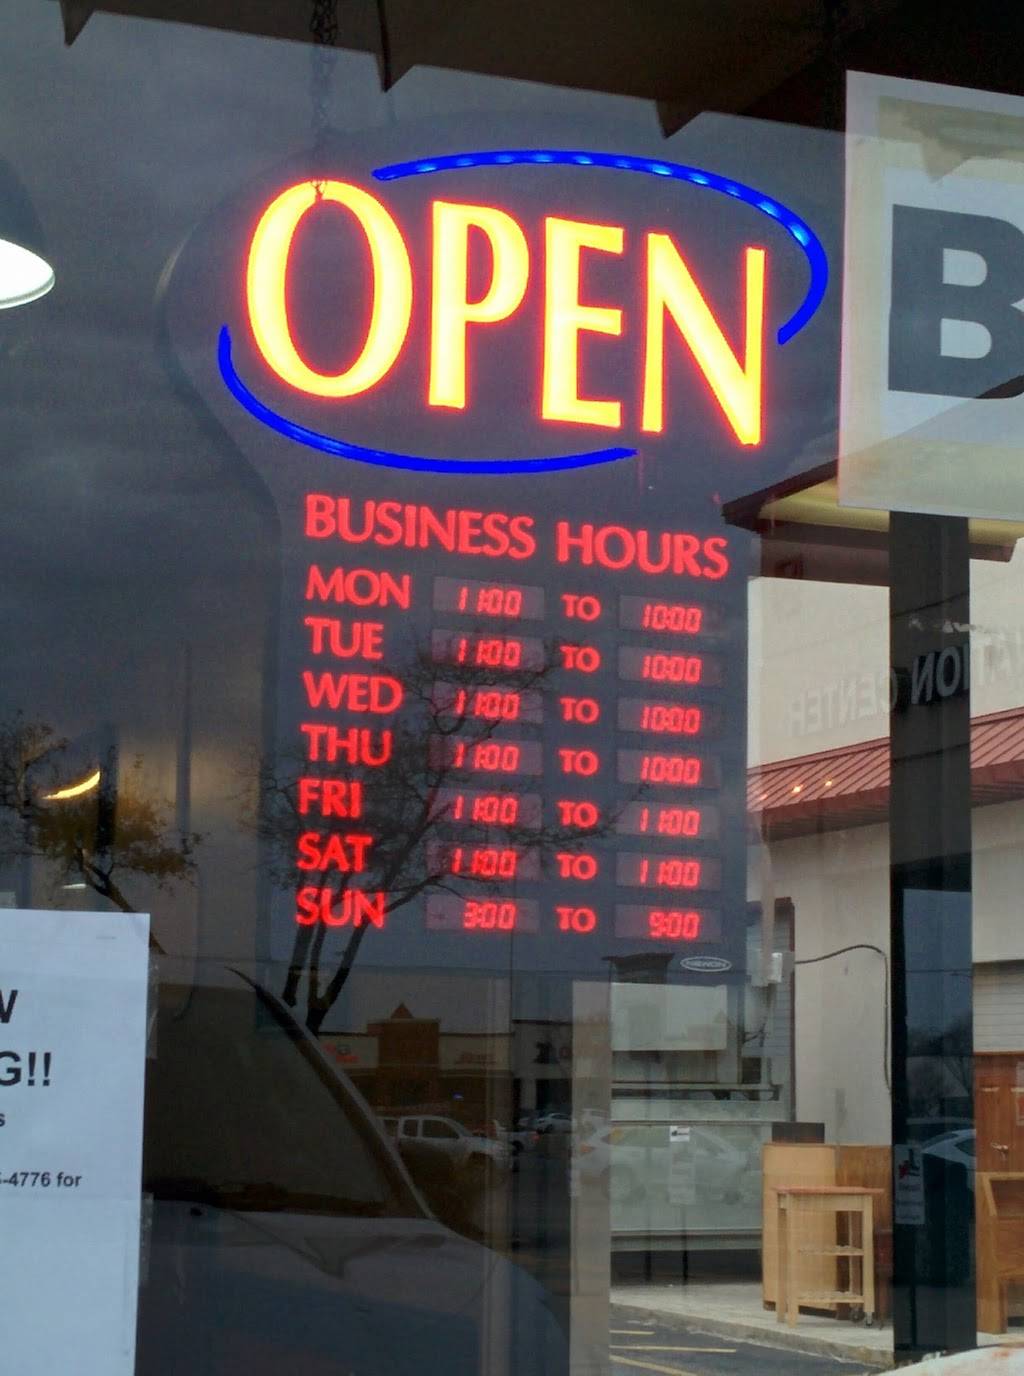 OPEN
B
BUSINESS HOURS
MON 11:00 TO 10:00
TUE 11:00 TO 10:00
WED 11:00 TO 10:00
THU 11:00 TO 10:00
FRI 11:00 TO 11:00
SAT 11:00 TO 11:00
SUN 3:00 TO 9:00
NEWON
CENTER
G!!
-4776 for